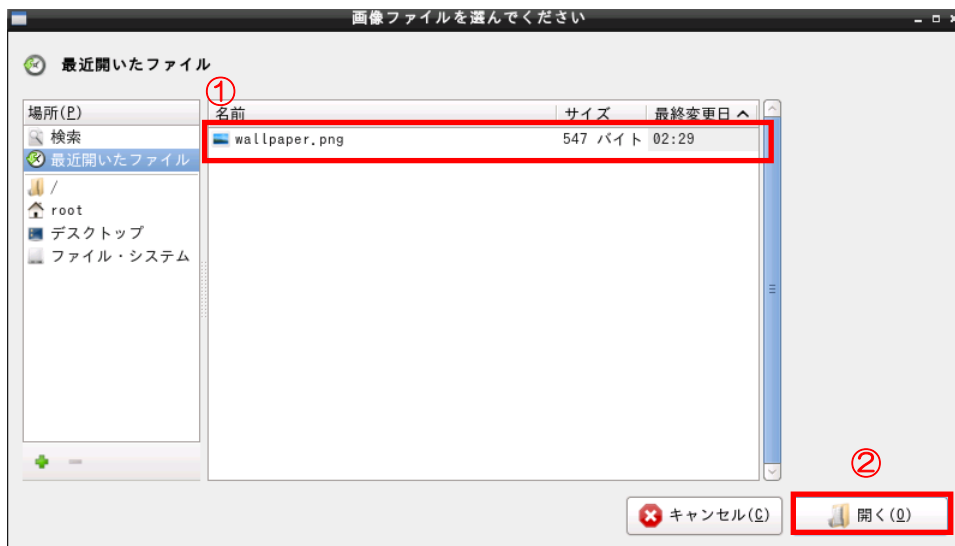 画像ファイルを選んでください
最近開いたファイル
①
場所(P)
名前 サイズ 最終変更日
検索
wallpaper.png 547 バイト 02:29
最近開いたファイル
/
root
デスクトップ
ファイル・システム
②
キャンセル(C) 開く(O)